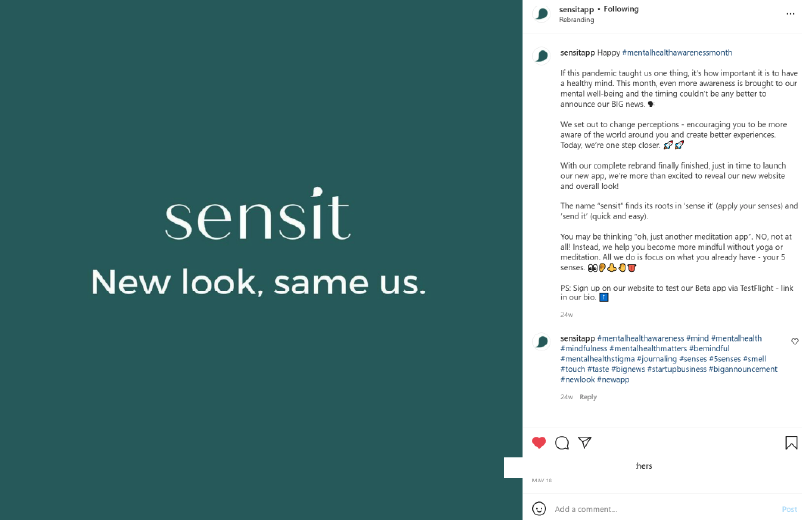 sensit
New look, same us.
sensitapp • Following
Rebranding
sensitapp Happy #mentalhealthawarenessmonth
If this pandemic taught us one thing, it's how important it is to have
a healthy mind. This month, even more awareness is brought to our
mental well-being and the timing couldn't be any better to
announce our BIG news. 🗣
We set out to change perceptions - encouraging you to be more
aware of the world around you and create better experiences.
Today, we're one step closer. 🚀🚀
With our complete rebrand finally finished, just in time to launch
our new app, we're more than excited to reveal our new website
and overall look!
The name "sensit" finds its roots in 'sense it' (apply your senses) and
'send it' (quick and easy).
You may be thinking "oh, just another meditation app". NO, not at
all! Instead, we help you become more mindful without yoga or
meditation. All we do is focus on what you already have - your 5
senses. 👀👂👃🤚👅
PS: Sign up on our website to test our Beta app via TestFlight - link
in our bio. ⬆️
24w
sensitapp #mentalhealthawareness #mind #mentalhealth
#mindfulness #mentalhealthmatters #bemindful
#mentalhealthstigma #journaling #senses #5senses #smell
#touch #taste #bignews #startupbusiness #bigannouncement
#newlook #newapp
24w Reply
hers
Add a comment...
Post